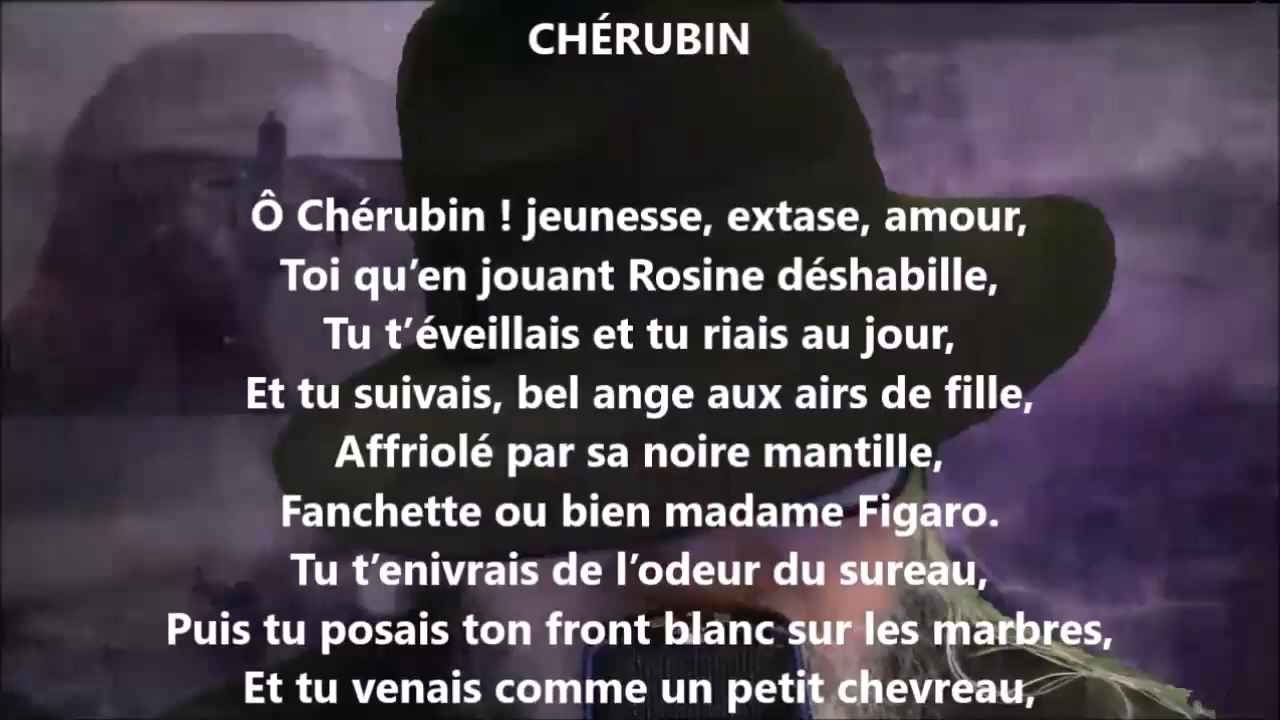 CHÉRUBIN
Ô Chérubin ! jeunesse, extase, amour,
Toi qu’en jouant Rosine déshabille,
Tu t’éveillais et tu riais au jour,
Et tu suivais, bel ange aux airs de fille,
Affriolé par sa noire mantille,
Fanchette ou bien madame Figaro.
Tu t’enivrais de l’odeur du sureau,
Puis tu posais ton front blanc sur les marbres,
Et tu venais comme un petit chevreau,